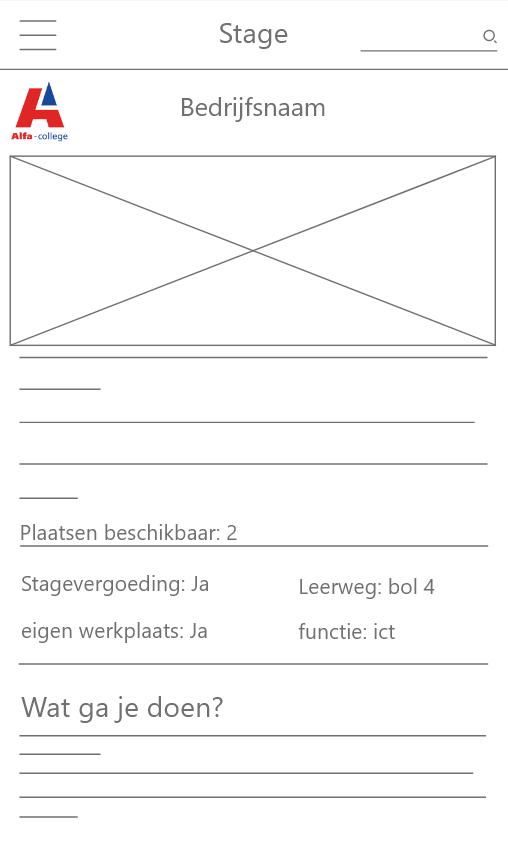 Stage
Alfa-college
Bedrijfsnaam
Plaatsen beschikbaar: 2
Stagevergoeding: Ja
Leerweg: bol 4
eigen werkplaats: Ja
functie: ict
Wat ga je doen?